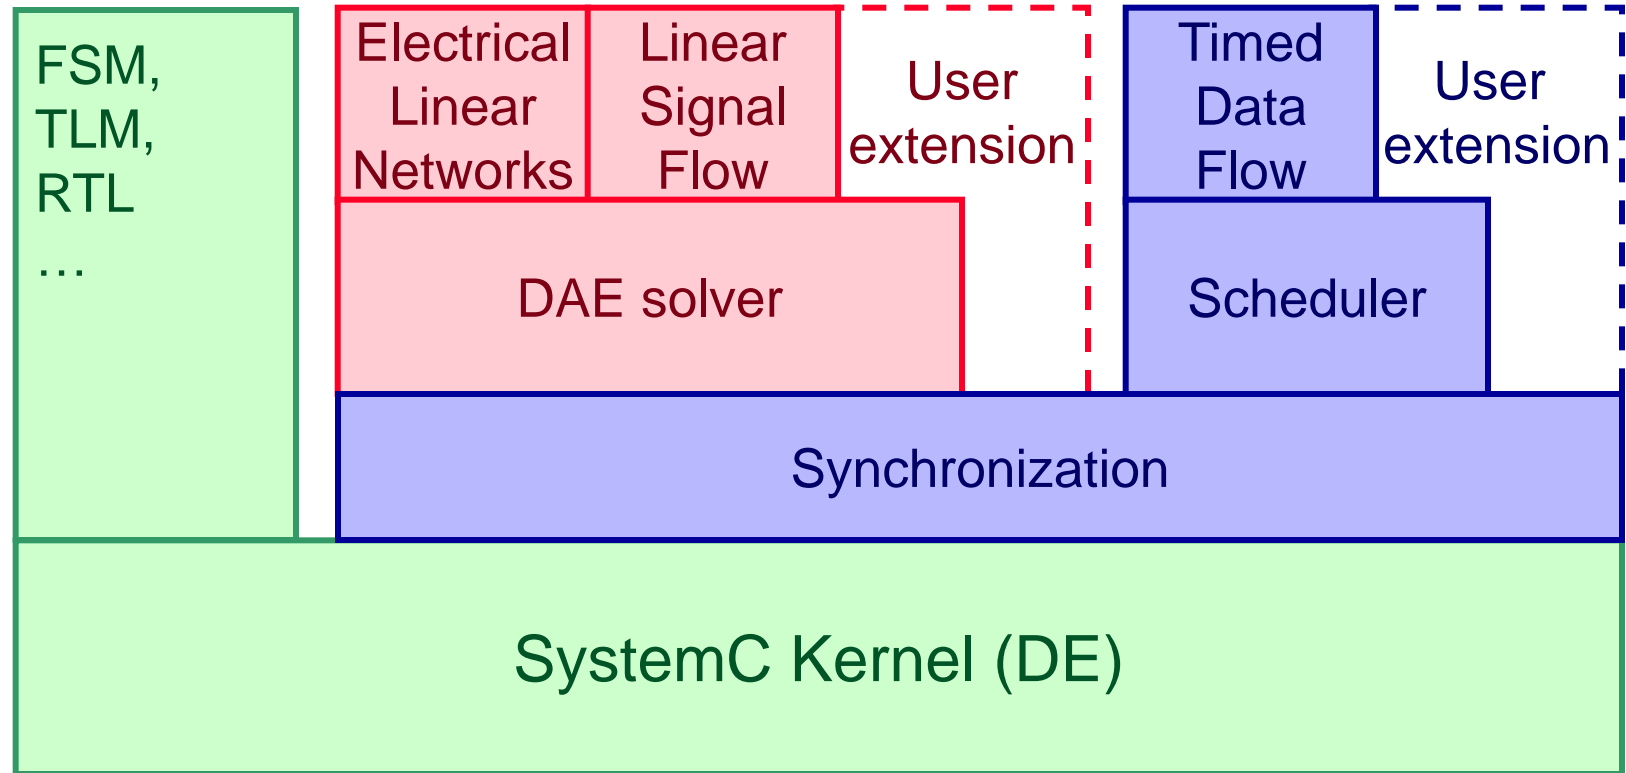 FSM,
TLM,
RTL
…
Electrical
Linear
Networks
Linear
Signal
Flow
User
extension
Timed
Data
Flow
User
extension
DAE solver
Scheduler
Synchronization
SystemC Kernel (DE)